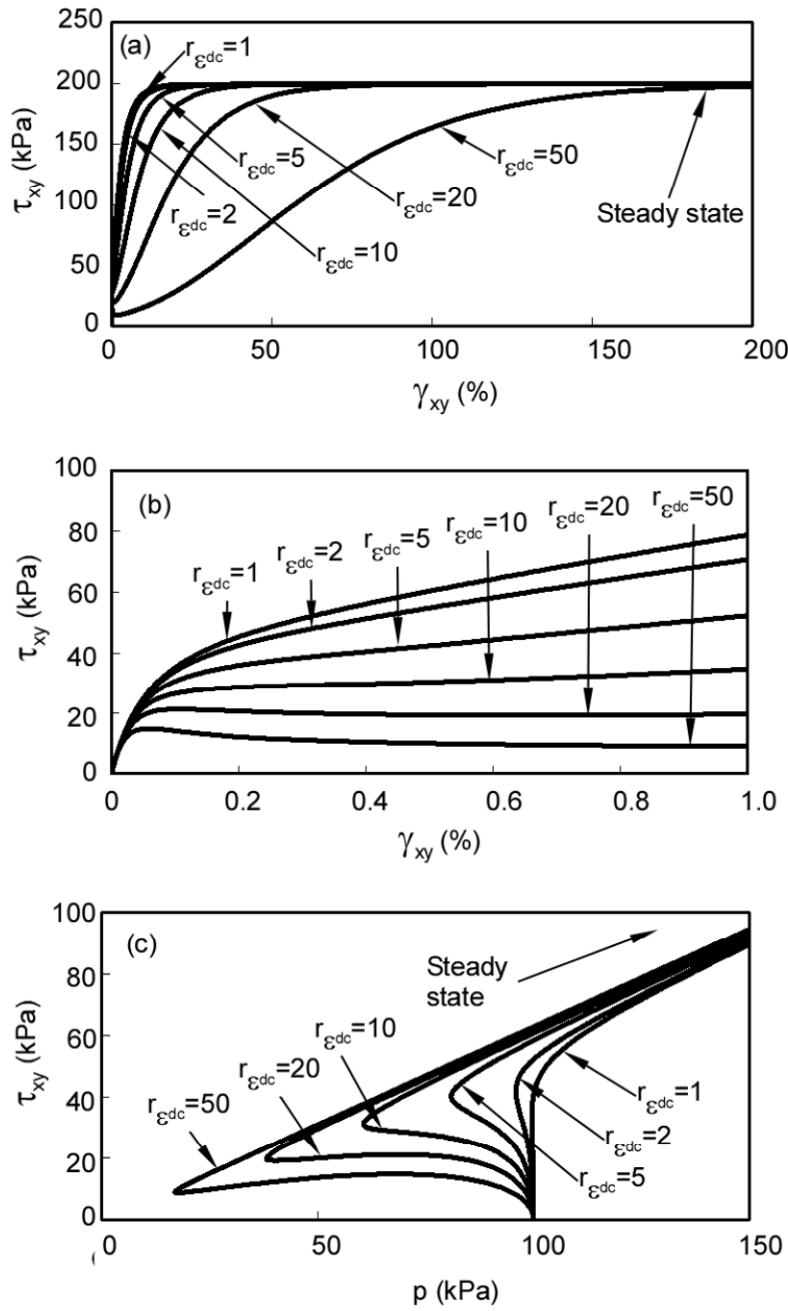 (a)
r_εdc=1
r_εdc=5
r_εdc=2
r_εdc=10
r_εdc=20
r_εdc=50
Steady state
250
200
150
100
50
0
τxy (kPa)
0 50 100 150 200
γxy (%)
(b)
r_εdc=1
r_εdc=2
r_εdc=5
r_εdc=10
r_εdc=20
r_εdc=50
100
80
60
40
20
0
τxy (kPa)
0 0.2 0.4 0.6 0.8 1.0
γxy (%)
(c)
Steady
state
r_εdc=10
r_εdc=20
r_εdc=50
r_εdc=1
r_εdc=2
r_εdc=5
100
80
60
40
20
0
τxy (kPa)
0 50 100 150
p (kPa)